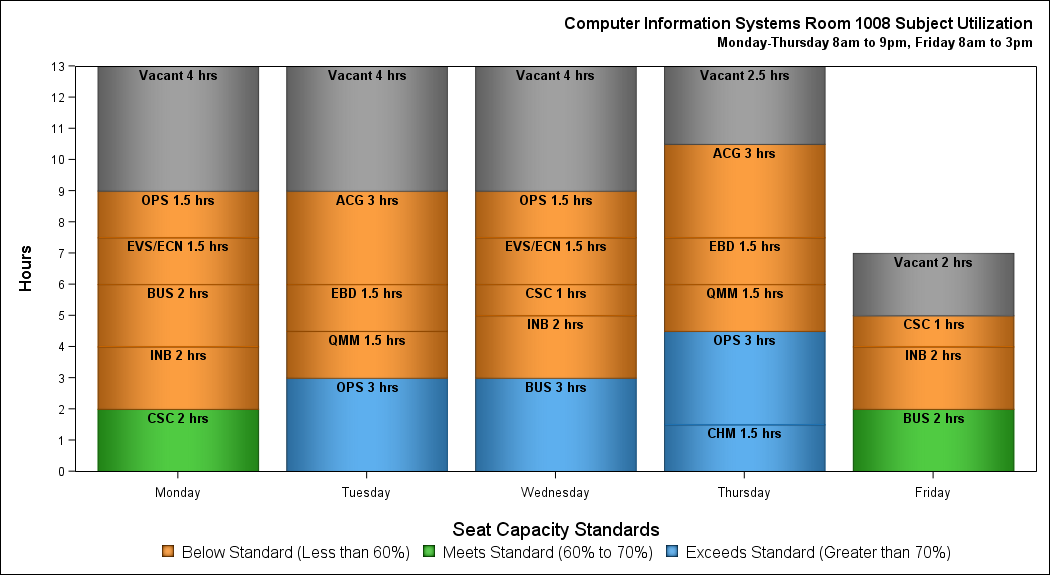 Computer Information Systems Room 1008 Subject Utilization
Monday-Thursday 8am to 9pm, Friday 8am to 3pm
Hours
13
12
11
10
9
8
7
6
5
4
3
2
1
0
Vacant 4 hrs
OPS 1.5 hrs
EVS/ECN 1.5 hrs
BUS 2 hrs
INB 2 hrs
CSC 2 hrs
Vacant 4 hrs
ACG 3 hrs
EBD 1.5 hrs
QMM 1.5 hrs
OPS 3 hrs
Vacant 4 hrs
OPS 1.5 hrs
EVS/ECN 1.5 hrs
CSC 1 hrs
INB 2 hrs
BUS 3 hrs
Vacant 2.5 hrs
ACG 3 hrs
EBD 1.5 hrs
QMM 1.5 hrs
OPS 3 hrs
CHM 1.5 hrs
Vacant 2 hrs
CSC 1 hrs
INB 2 hrs
BUS 2 hrs
Monday Tuesday Wednesday Thursday Friday
Seat Capacity Standards
Below Standard (Less than 60%) Meets Standard (60% to 70%) Exceeds Standard (Greater than 70%)